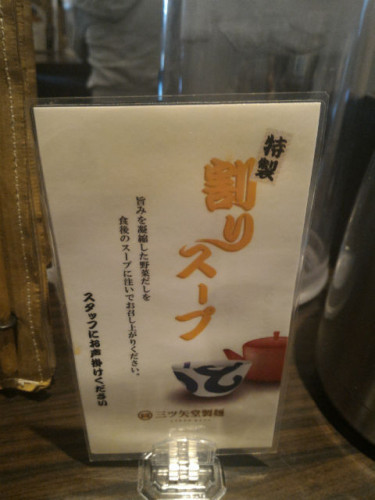 特製
割りスープ
旨みを凝縮した野菜だしを
食後のスープに注いでお召し上がりください。
スタッフにお声掛けください
三ツ矢堂製麺